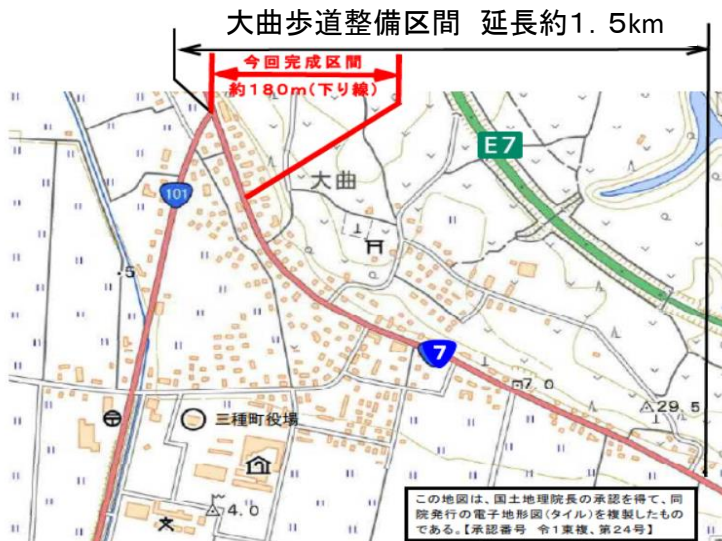 大曲歩道整備区間 延長約1.5km
今回完成区間
約180m(下り線)
E7
101
大曲
.5
7
7.0
29.5
三種町役場
4.0
この地図は、国土地理院長の承認を得て、同
院発行の電子地形図(タイル)を複製したもの
である。【承認番号 令1東複、第24号】